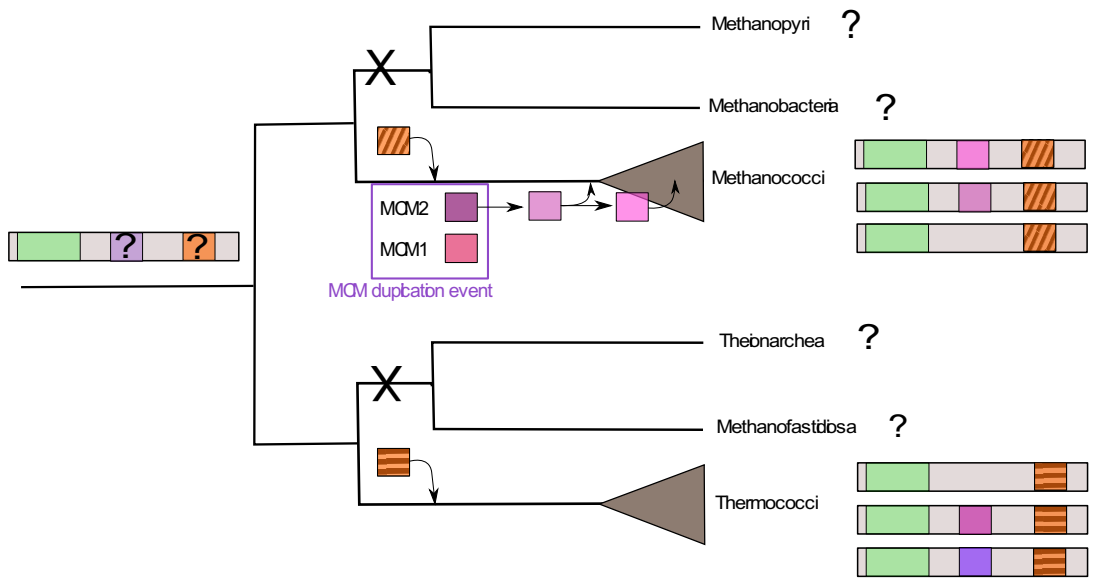 Methanopyri ?
X
Methanobacteria ?
Methanococci
MCM2
? ?
MCM1
MCM duplication event
Theionarchea ?
X
Methanofastidiosa ?
Thermococci